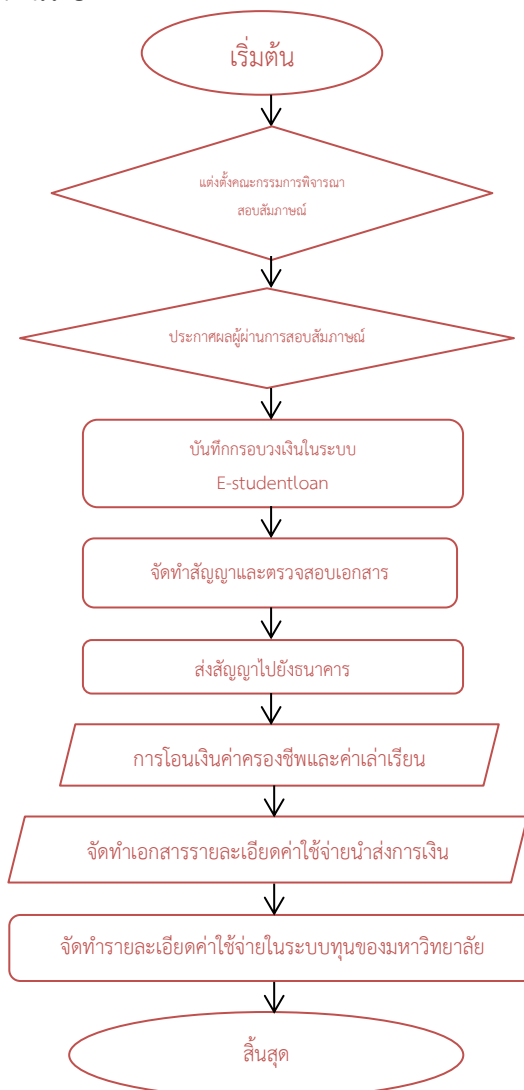 เริ่มต้น
แต่งตั้งคณะกรรมการพิจารณา
สอบสัมภาษณ์
ประกาศผลผู้ผ่านการสอบสัมภาษณ์
บันทึกกรอบวงเงินในระบบ
E-studentloan
จัดทำสัญญาและตรวจสอบเอกสาร
ส่งสัญญาไปยังธนาคาร
การโอนเงินค่าครองชีพและค่าเล่าเรียน
จัดทำเอกสารรายละเอียดค่าใช้จ่ายนำส่งการเงิน
จัดทำรายละเอียดค่าใช้จ่ายในระบบทุนของมหาวิทยาลัย
สิ้นสุด